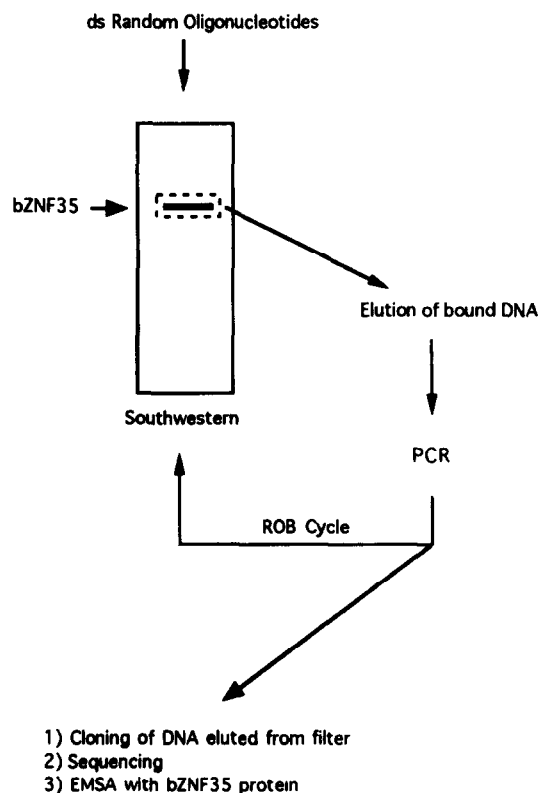 ds Random Oligonucleotides
bZNF35
Elution of bound DNA
Southwestern
PCR
ROB Cycle
1) Cloning of DNA eluted from filter
2) Sequencing
3) EMSA with bZNF35 protein